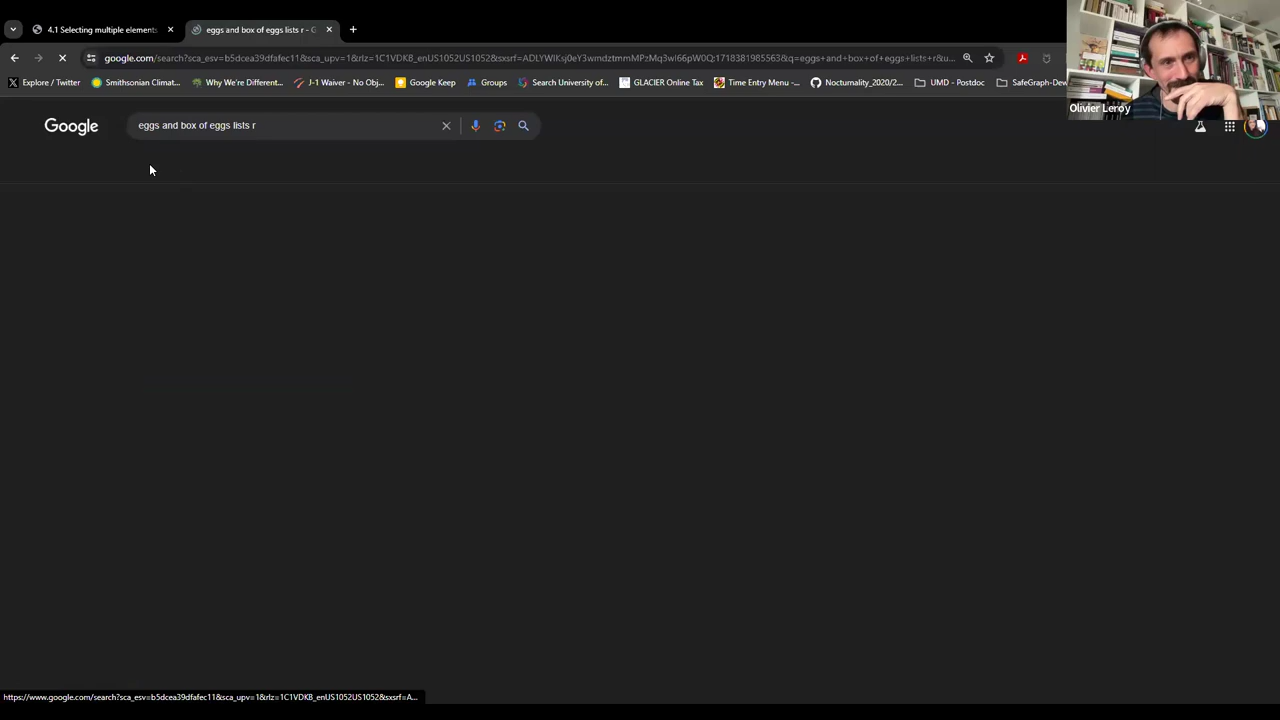 4.1 Selecting multiple elements
eggs and box of eggs lists r - G
google.com/search?sca_esv=b5dcea39dfafec11&sca_upv=1&rlz=1C1VDKB_enUS1052US1052&sxsrf=ADLYWIKsj0eY3wmdztmmMPzMq3wI66pW0Q:1718381985563&q=eggs+and+box+of+eggs+lists+r&u...
Explore / Twitter
Smithsonian Climat...
Why We're Different...
J-1 Waiver - No Obj...
Google Keep
Groups
Search University of...
GLACIER Online Tax
Time Entry Menu -...
Nocturnality_2020/2...
UMD - Postdoc
SafeGraph-Dew
Olivier Leroy
Google
eggs and box of eggs lists r
https://www.google.com/search?sca_esv=b5dcea39dfafec11&sca_upv=1&rlz=1C1VDKB_enUS1052US1052&sxsrf=A...